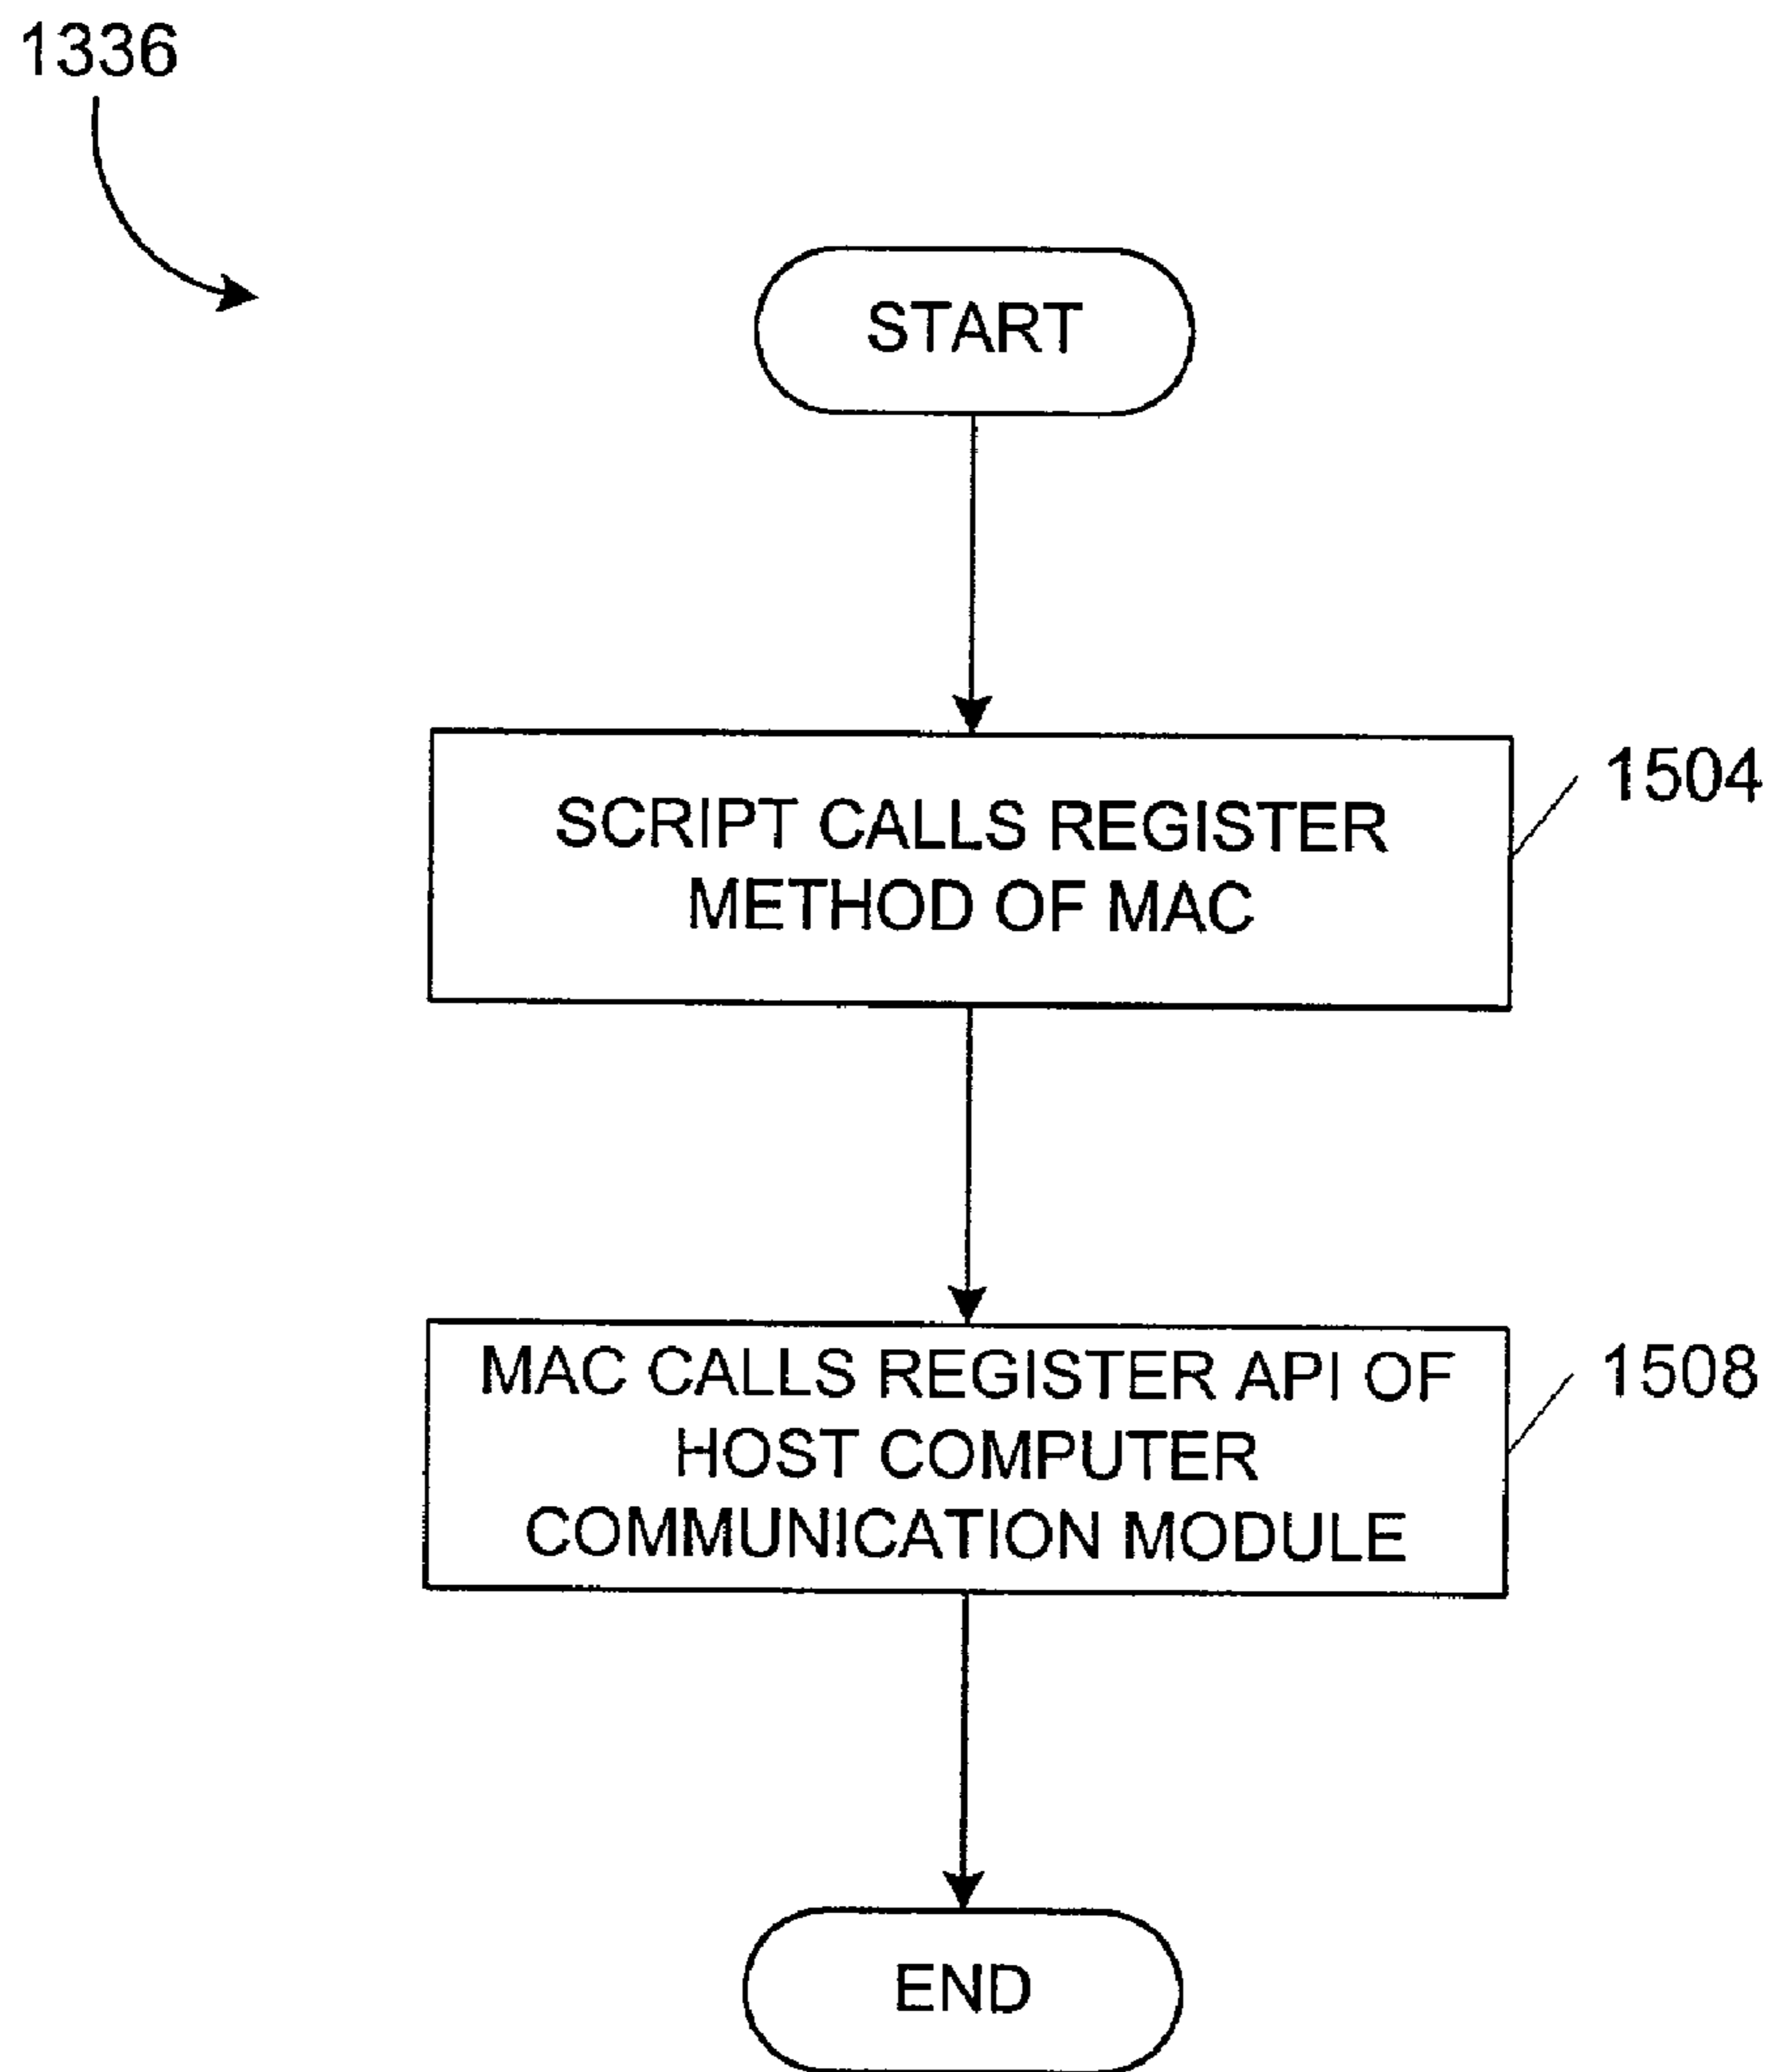 1336
START
SCRIPT CALLS REGISTER
METHOD OF MAC
1504
MAC CALLS REGISTER API OF
HOST COMPUTER
COMMUNICATION MODULE
1508
END